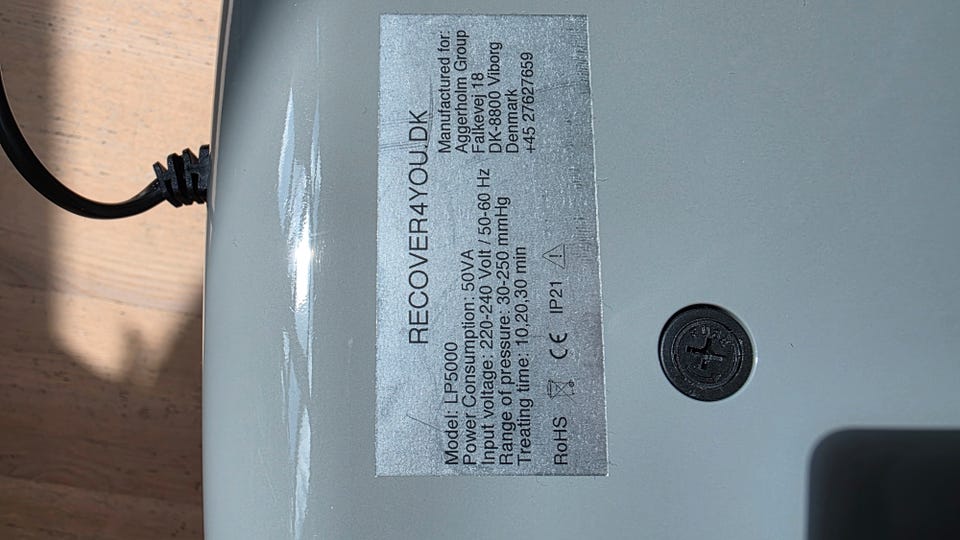 RECOVER4YOU.DK
Model: LP5000
Power Consumption: 50VA
Input voltage: 220-240 Volt / 50-60 Hz
Range of pressure: 30-250 mmHg
Treating time: 10,20,30 min
RoHS CE IP21
Manufactured for:
Aggerholm Group
Falkevej 18
DK-8800 Viborg
Denmark
+45 27627659